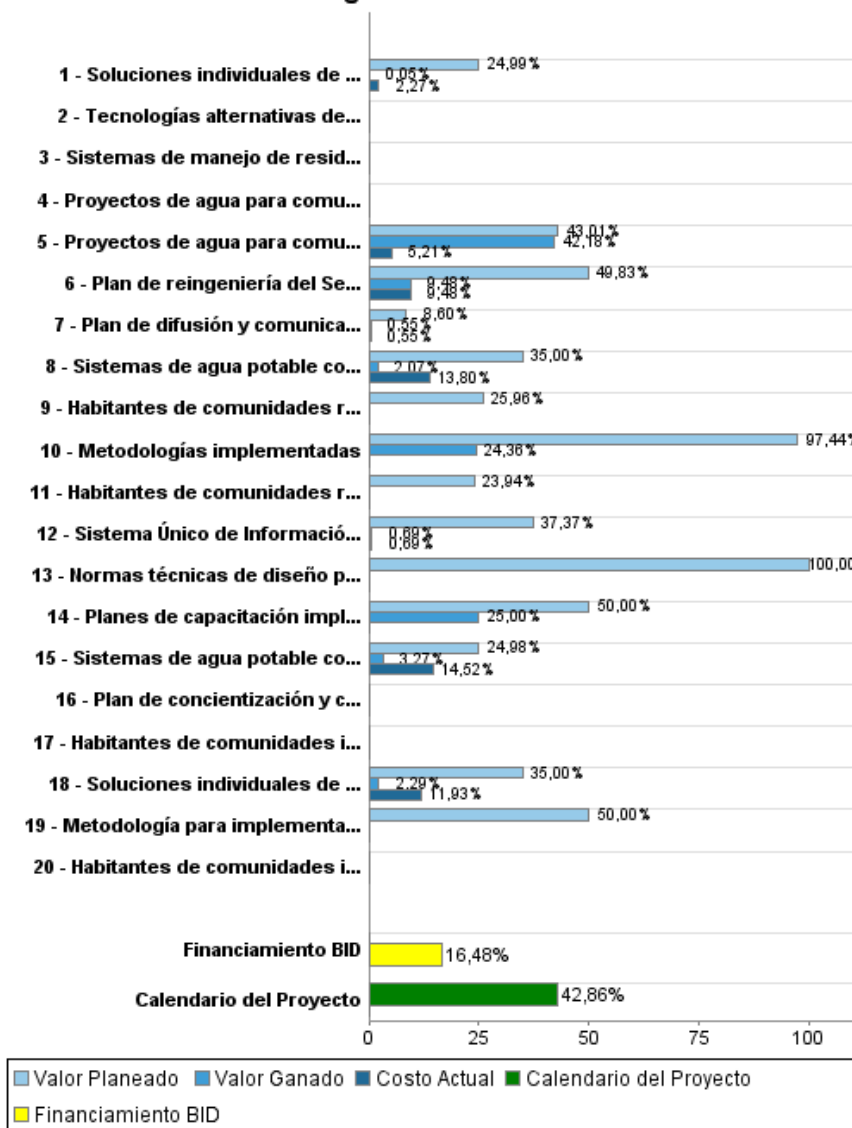 1 - Soluciones individuales de ...
24,99%
0,05%
2,27%
2 - Tecnologías alternativas de...
3 - Sistemas de manejo de resid...
4 - Proyectos de agua para comu...
5 - Proyectos de agua para comu...
43,01%
42,18%
5,21%
6 - Plan de reingeniería del Se...
49,83%
9,48%
9,48%
7 - Plan de difusión y comunica...
8,60%
0,55%
0,55%
8 - Sistemas de agua potable co...
35,00%
2,07%
13,80%
9 - Habitantes de comunidades r...
25,96%
10 - Metodologías implementadas
97,44%
24,36%
11 - Habitantes de comunidades r...
23,94%
12 - Sistema Único de Informació...
37,37%
0,69%
0,69%
13 - Normas técnicas de diseño p...
100,00
14 - Planes de capacitación impl...
50,00%
25,00%
15 - Sistemas de agua potable co...
24,98%
3,27%
14,52%
16 - Plan de concientización y c...
17 - Habitantes de comunidades i...
18 - Soluciones individuales de ...
35,00%
2,29%
11,93%
19 - Metodología para implementa...
50,00%
20 - Habitantes de comunidades i...
Financiamiento BID
16,48%
Calendario del Proyecto
42,86%
0 25 50 75 100
Valor Planeado Valor Ganado Costo Actual Calendario del Proyecto
Financiamiento BID